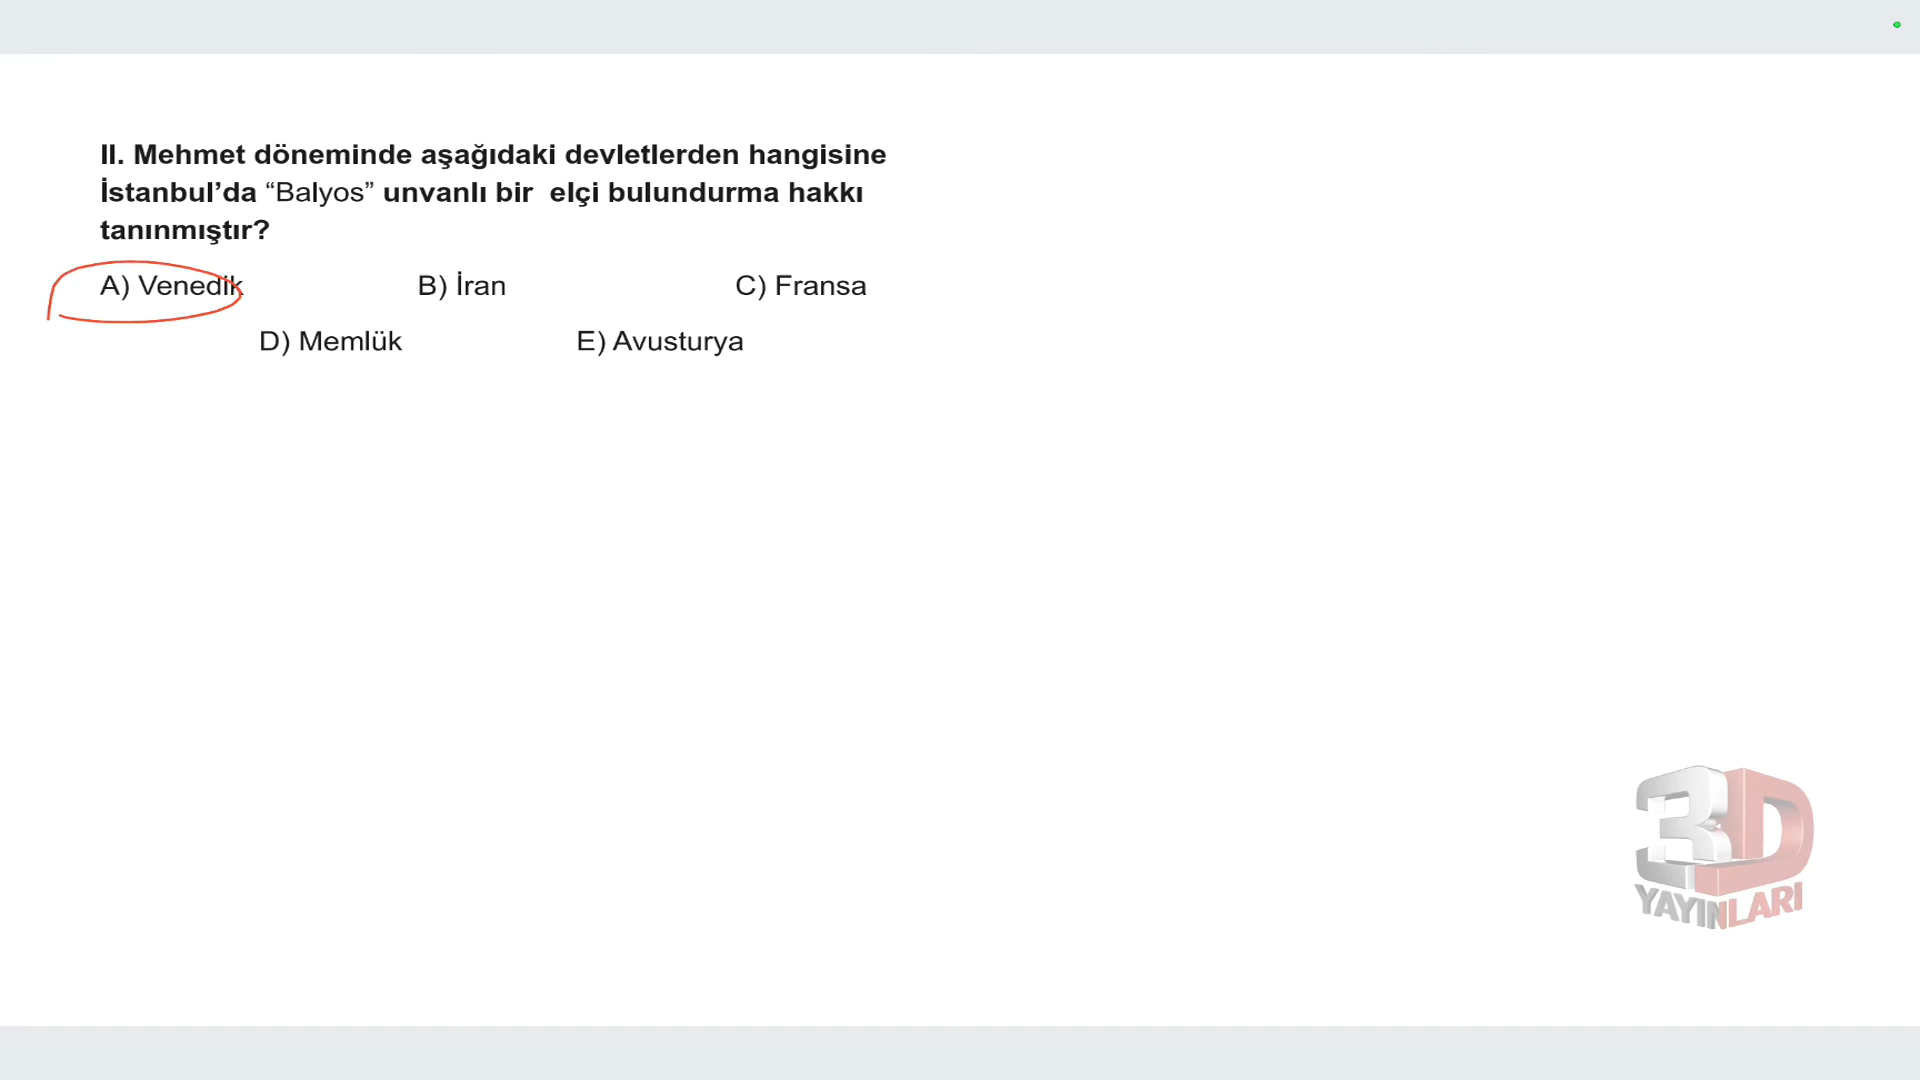 II. Mehmet döneminde aşağıdaki devletlerden hangisine
İstanbul’da “Balyos” unvanlı bir elçi bulundurma hakkı
tanınmıştır?
A) Venedik B) İran C) Fransa
D) Memlük E) Avusturya
3D
YAYINLARI